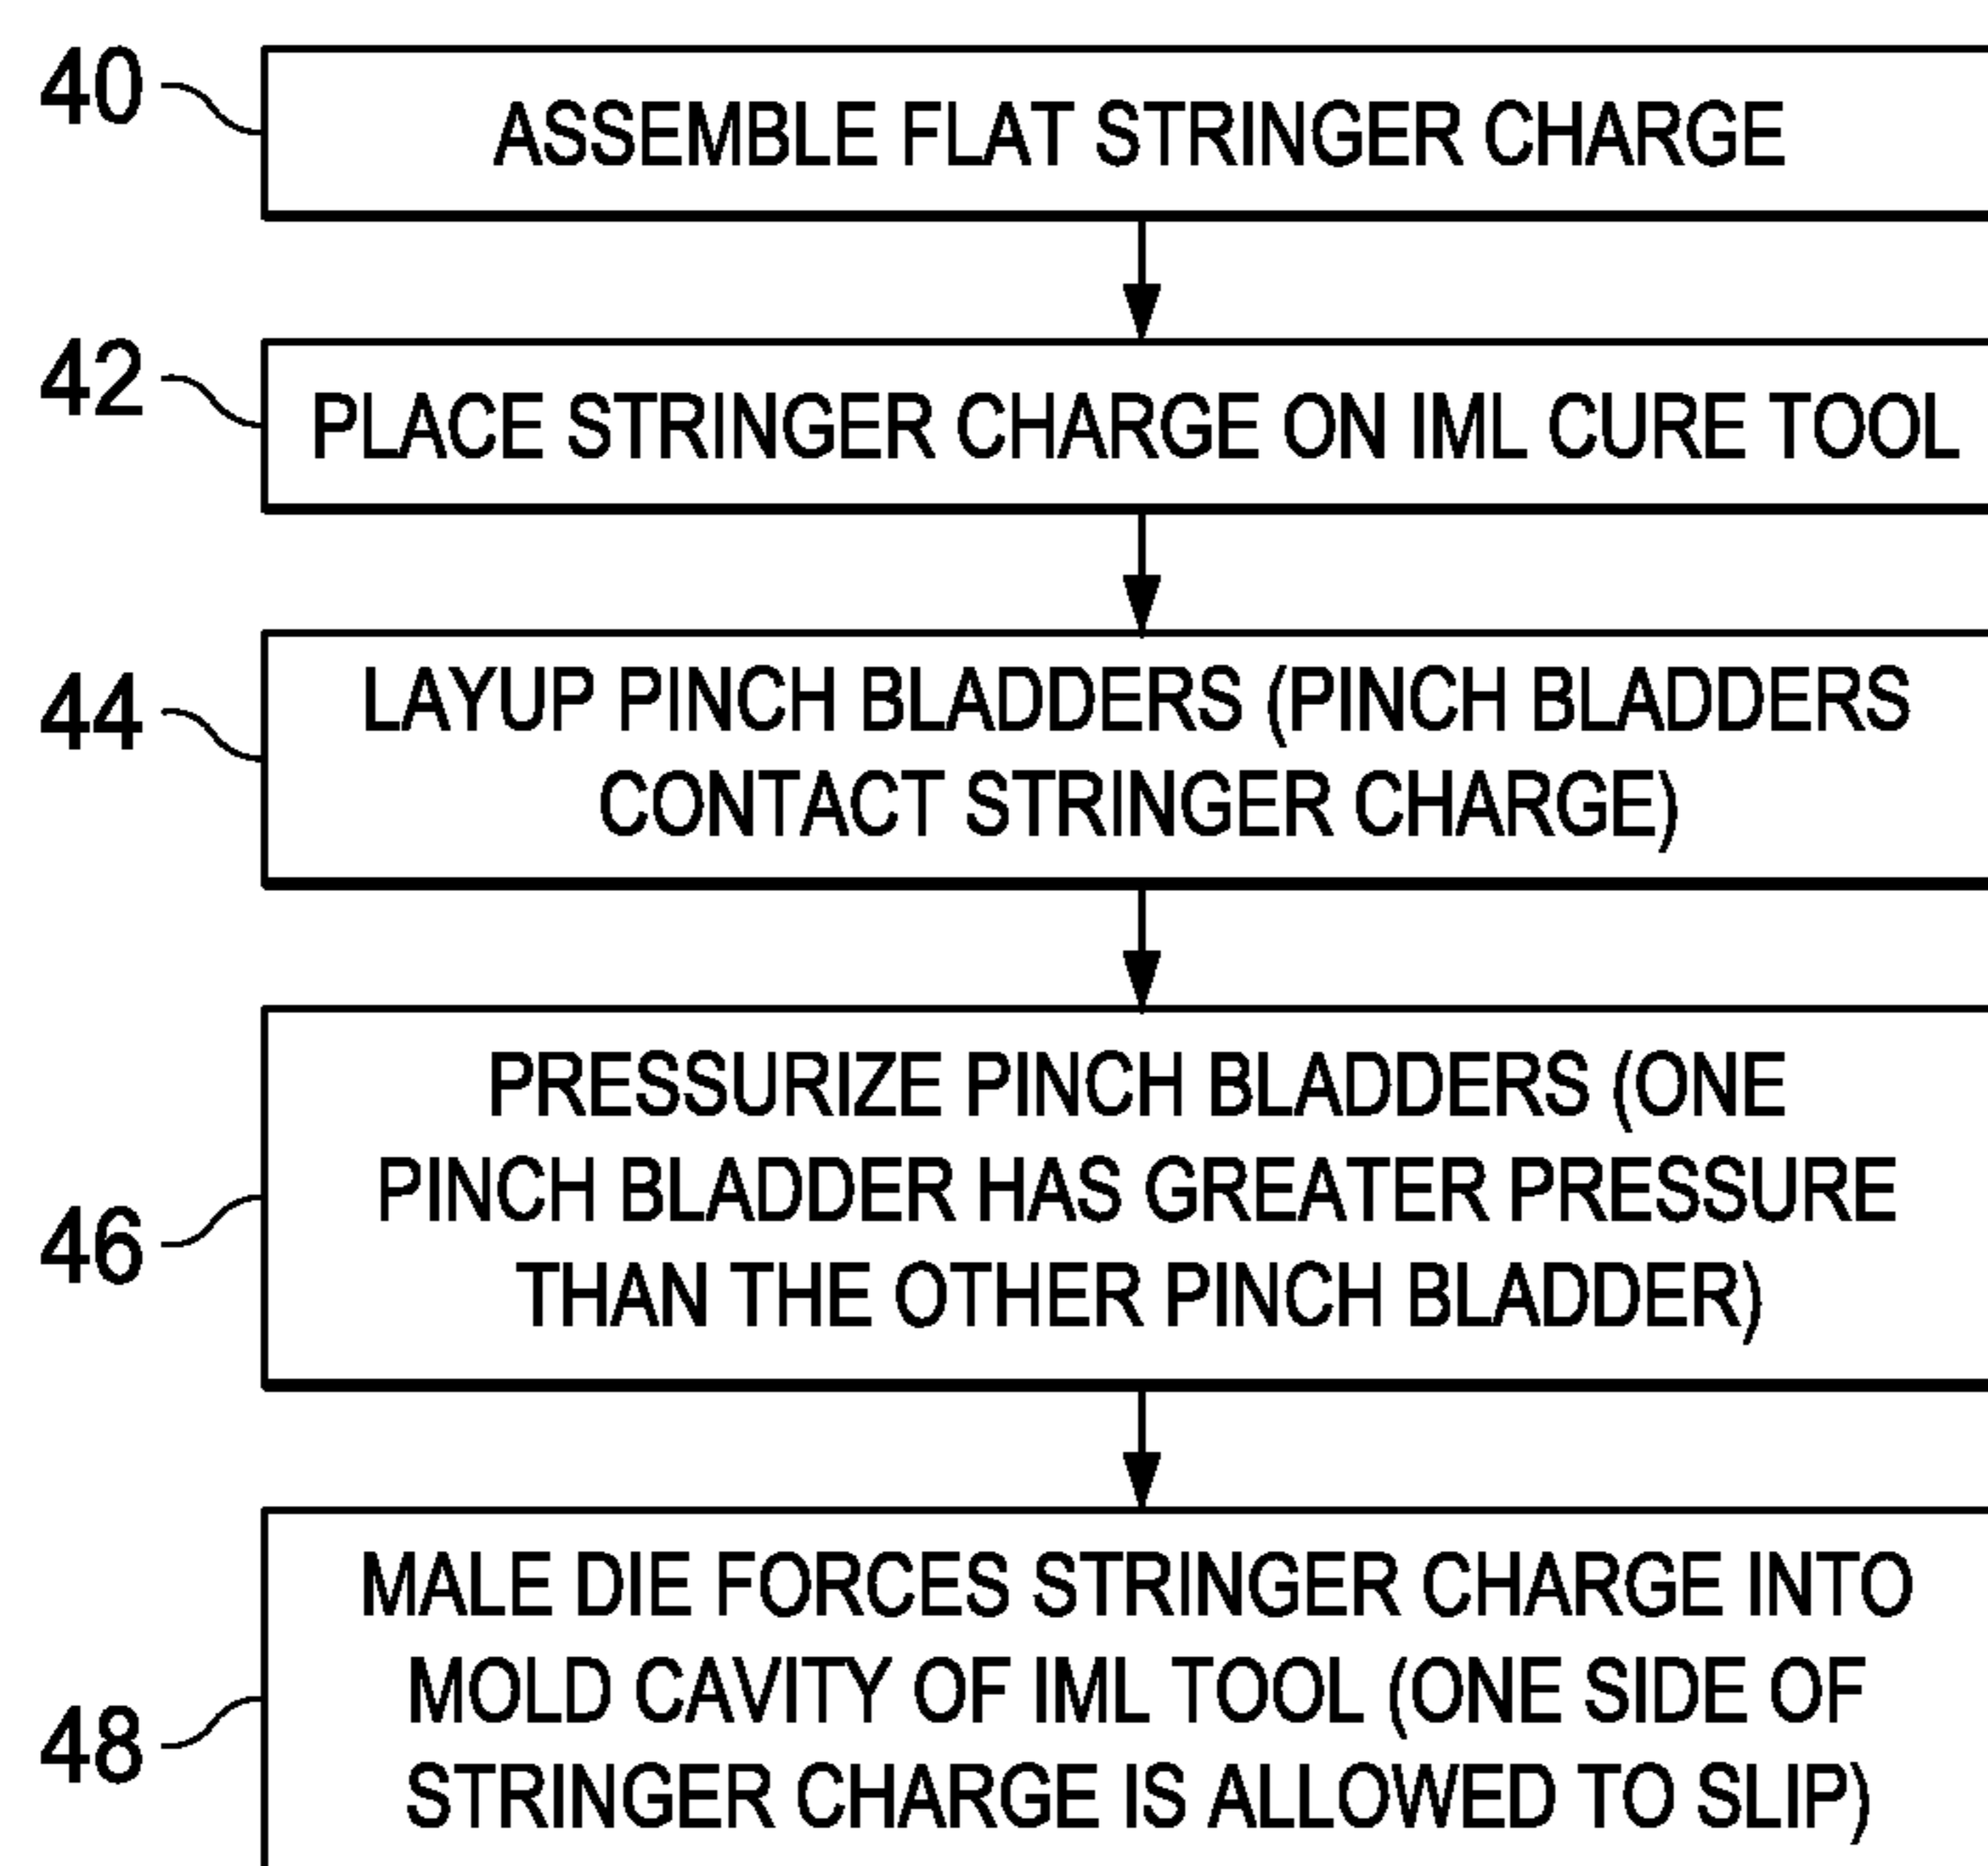 40
ASSEMBLE FLAT STRINGER CHARGE
42
PLACE STRINGER CHARGE ON IML CURE TOOL
44
LAYUP PINCH BLADDERS (PINCH BLADDERS
CONTACT STRINGER CHARGE)
46
PRESSURIZE PINCH BLADDERS (ONE
PINCH BLADDER HAS GREATER PRESSURE
THAN THE OTHER PINCH BLADDER)
48
MALE DIE FORCES STRINGER CHARGE INTO
MOLD CAVITY OF IML TOOL (ONE SIDE OF
STRINGER CHARGE IS ALLOWED TO SLIP)